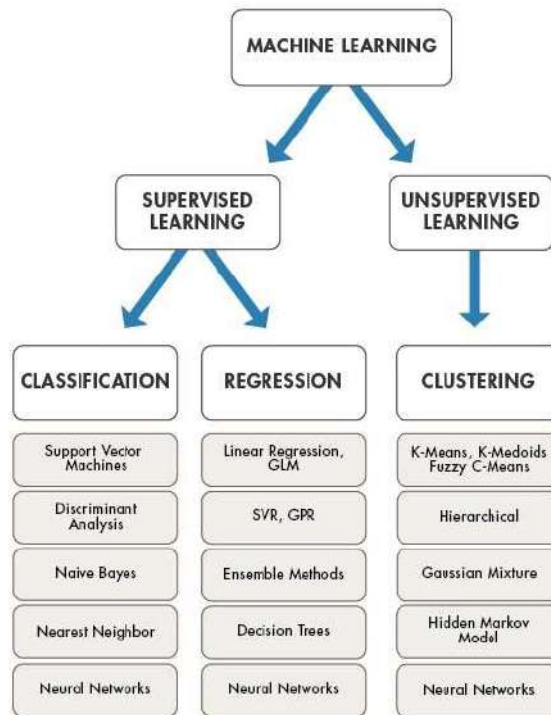 MACHINE LEARNING
SUPERVISED
LEARNING
UNSUPERVISED
LEARNING
CLASSIFICATION
Support Vector
Machines
Discriminant
Analysis
Naive Bayes
Nearest Neighbor
Neural Networks
REGRESSION
Linear Regression,
GLM
SVR, GPR
Ensemble Methods
Decision Trees
Neural Networks
CLUSTERING
K-Means, K-Medoids
Fuzzy C-Means
Hierarchical
Gaussian Mixture
Hidden Markov
Model
Neural Networks